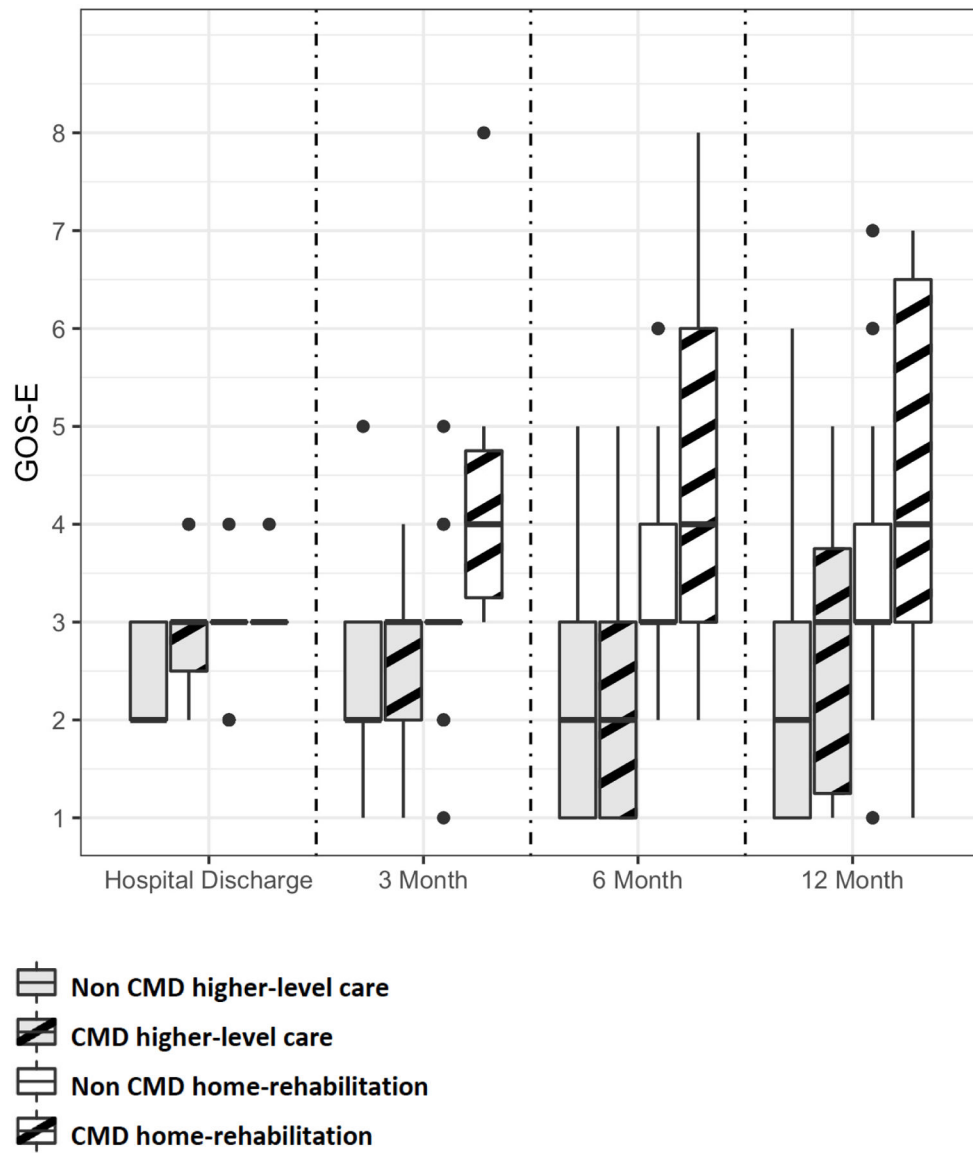 8
7
6
5
4
3
2
1
GOS-E
Hospital Discharge
3 Month
6 Month
12 Month
Non CMD higher-level care
CMD higher-level care
Non CMD home-rehabilitation
CMD home-rehabilitation